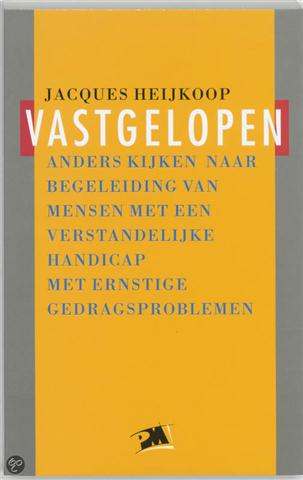 JACQUES HEIJKOOP
VASTGELOPEN
ANDERS KIJKEN NAAR
BEGELEIDING VAN
MENSEN MET EEN
VERSTANDELIJKE
HANDICAP
MET ERNSTIGE
GEDRAGSPROBLEMEN
PM